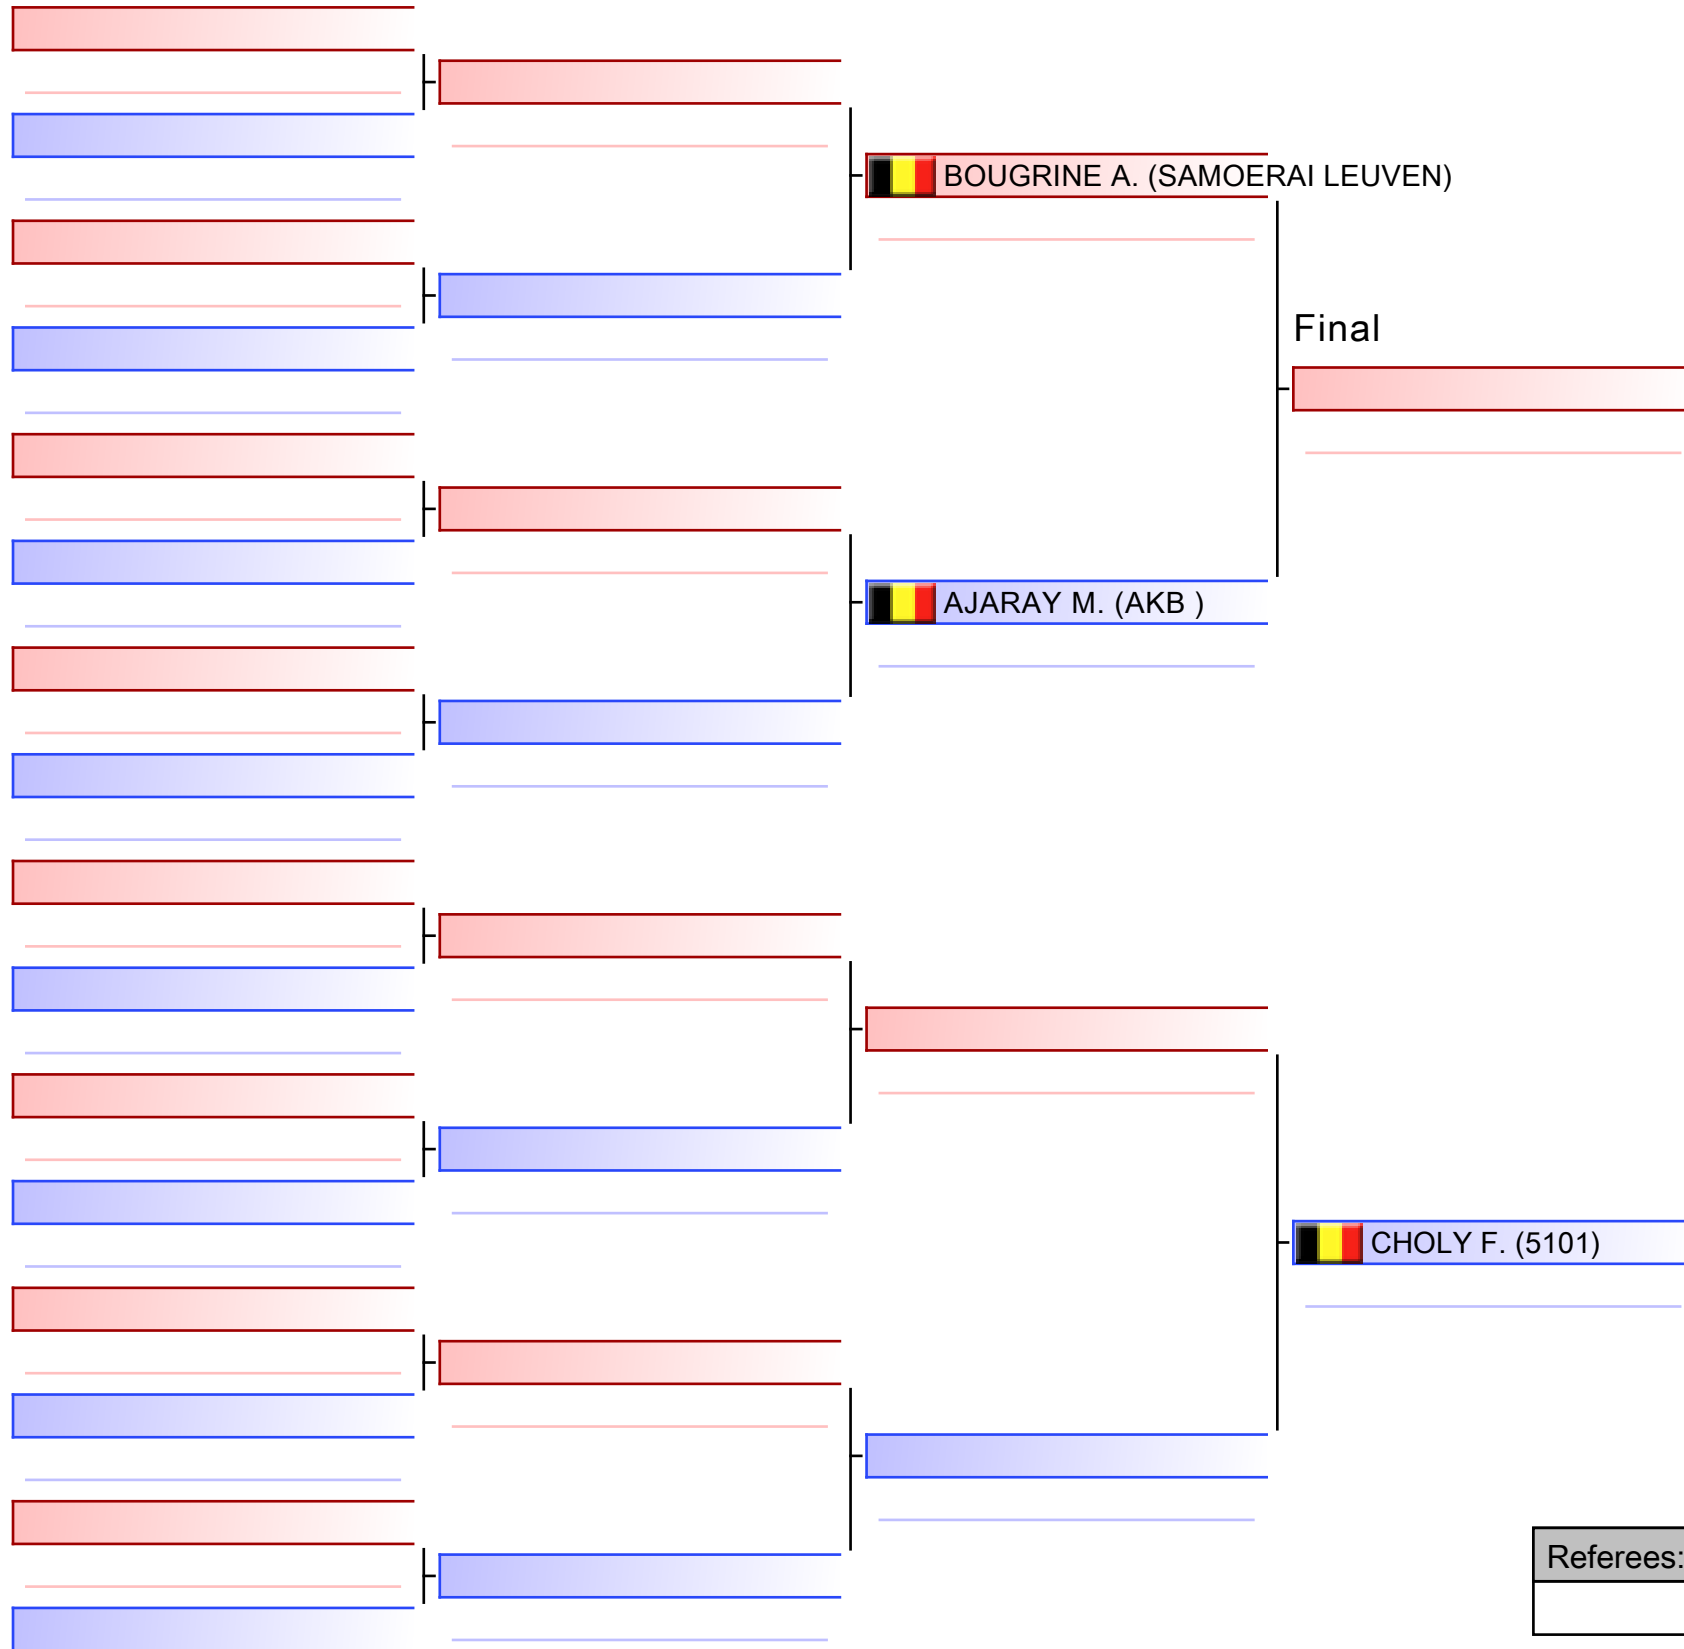 BOUGRINE A. (SAMOERAI LEUVEN)
Final
AJARAY M. (AKB )
CHOLY F. (5101)
Referees: